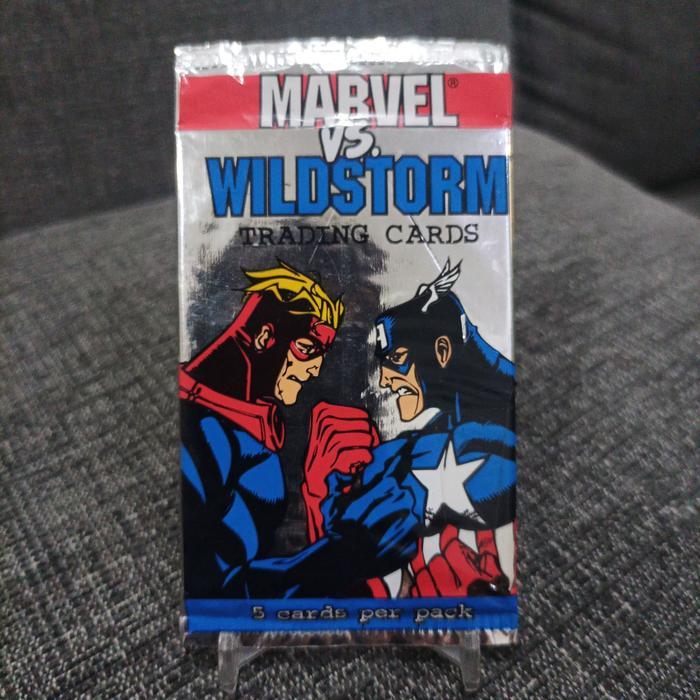 MARVEL®
VS.
WILDSTORM
TRADING CARDS
5 cards per pack